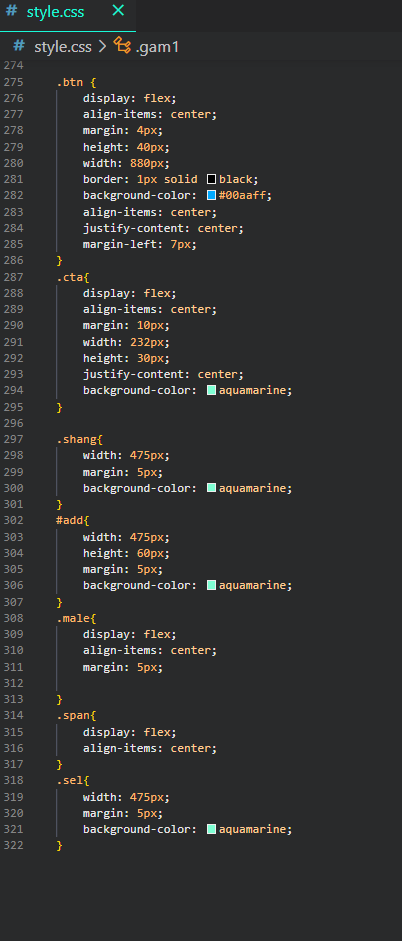 # style.css ×
# style.css > .gam1
274
275 .btn {
276 display: flex;
277 align-items: center;
278 margin: 4px;
279 height: 40px;
280 width: 880px;
281 border: 1px solid black;
282 background-color: #00aaff;
283 align-items: center;
284 justify-content: center;
285 margin-left: 7px;
286 }
287 .cta{
288 display: flex;
289 align-items: center;
290 margin: 10px;
291 width: 232px;
292 height: 30px;
293 justify-content: center;
294 background-color: aquamarine;
295 }
296
297 .shang{
298 width: 475px;
299 margin: 5px;
300 background-color: aquamarine;
301 }
302 #add{
303 width: 475px;
304 height: 60px;
305 margin: 5px;
306 background-color: aquamarine;
307 }
308 .male{
309 display: flex;
310 align-items: center;
311 margin: 5px;
312
313 }
314 .span{
315 display: flex;
316 align-items: center;
317 }
318 .sel{
319 width: 475px;
320 margin: 5px;
321 background-color: aquamarine;
322 }